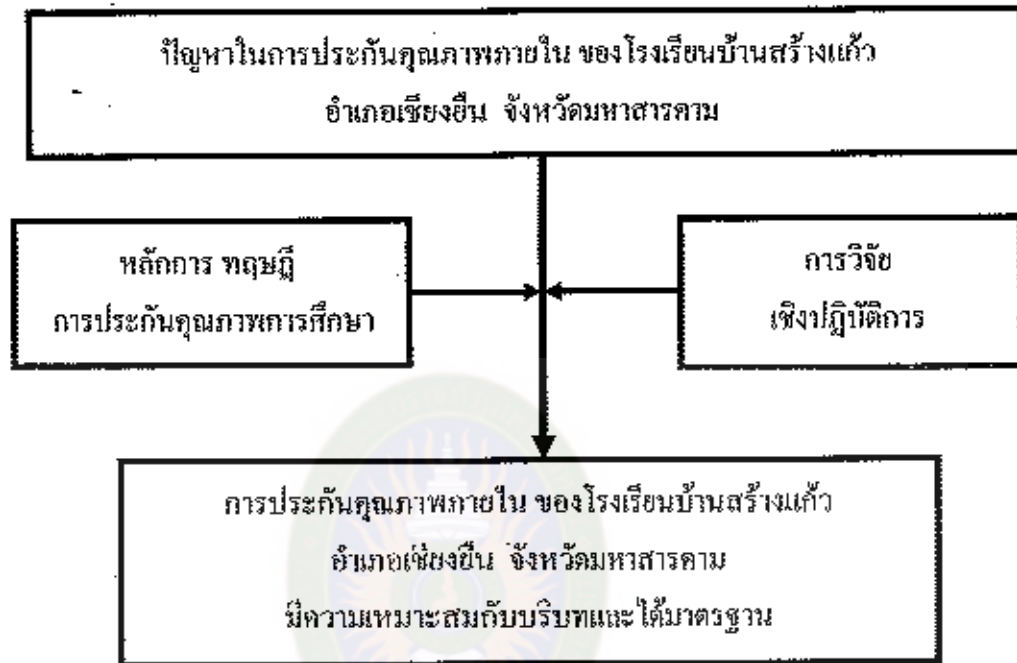 ปัญหาในการประกันคุณภาพภายใน ของโรงเรียนบ้านสร้างแก้ว
อำเภอเชียงยืน จังหวัดมหาสารคาม
หลักการ ทฤษฎี
การประกันคุณภาพการศึกษา
การวิจัย
เชิงปฏิบัติการ
การประกันคุณภาพภายใน ของโรงเรียนบ้านสร้างแก้ว
อำเภอเชียงยืน จังหวัดมหาสารคาม
มีความเหมาะสมกับบริบทและได้มาตรฐาน